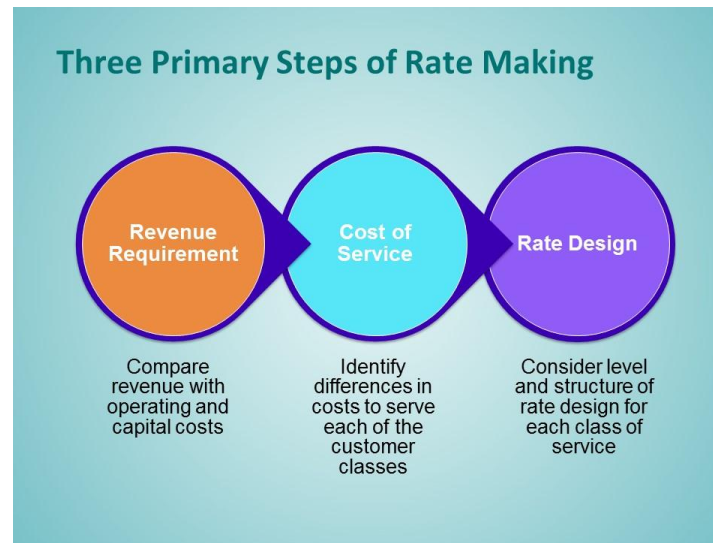 Three Primary Steps of Rate Making
Revenue
Requirement
Cost of
Service
Rate Design
Compare
revenue with
operating and
capital costs
Identify
differences in
costs to serve
each of the
customer
classes
Consider level
and structure of
rate design for
each class of
service